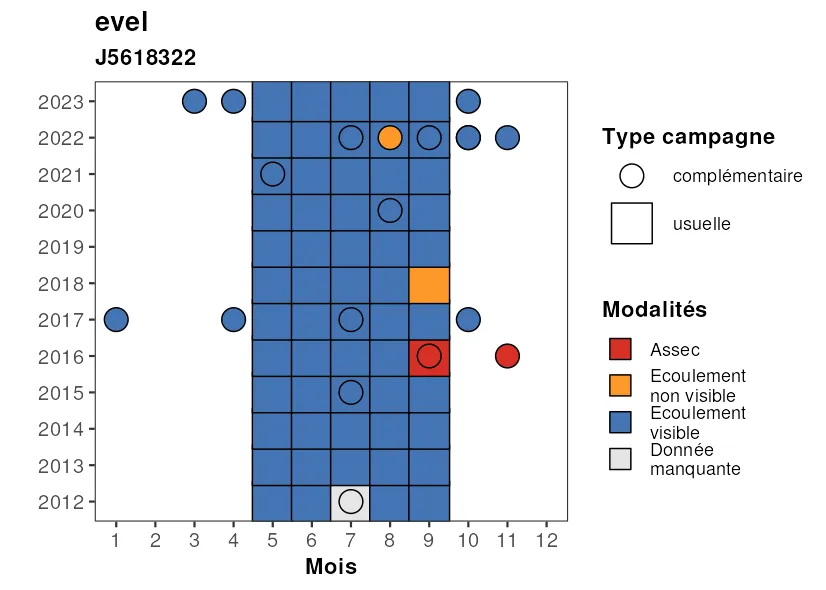 evel
J5618322
2023
2022
2021
2020
2019
2018
2017
2016
2015
2014
2013
2012
1 2 3 4 5 6 7 8 9 10 11 12
Mois
Type campagne
complémentaire
usuelle
Modalités
Assec
Ecoulement
non visible
Ecoulement
visible
Donnée
manquante